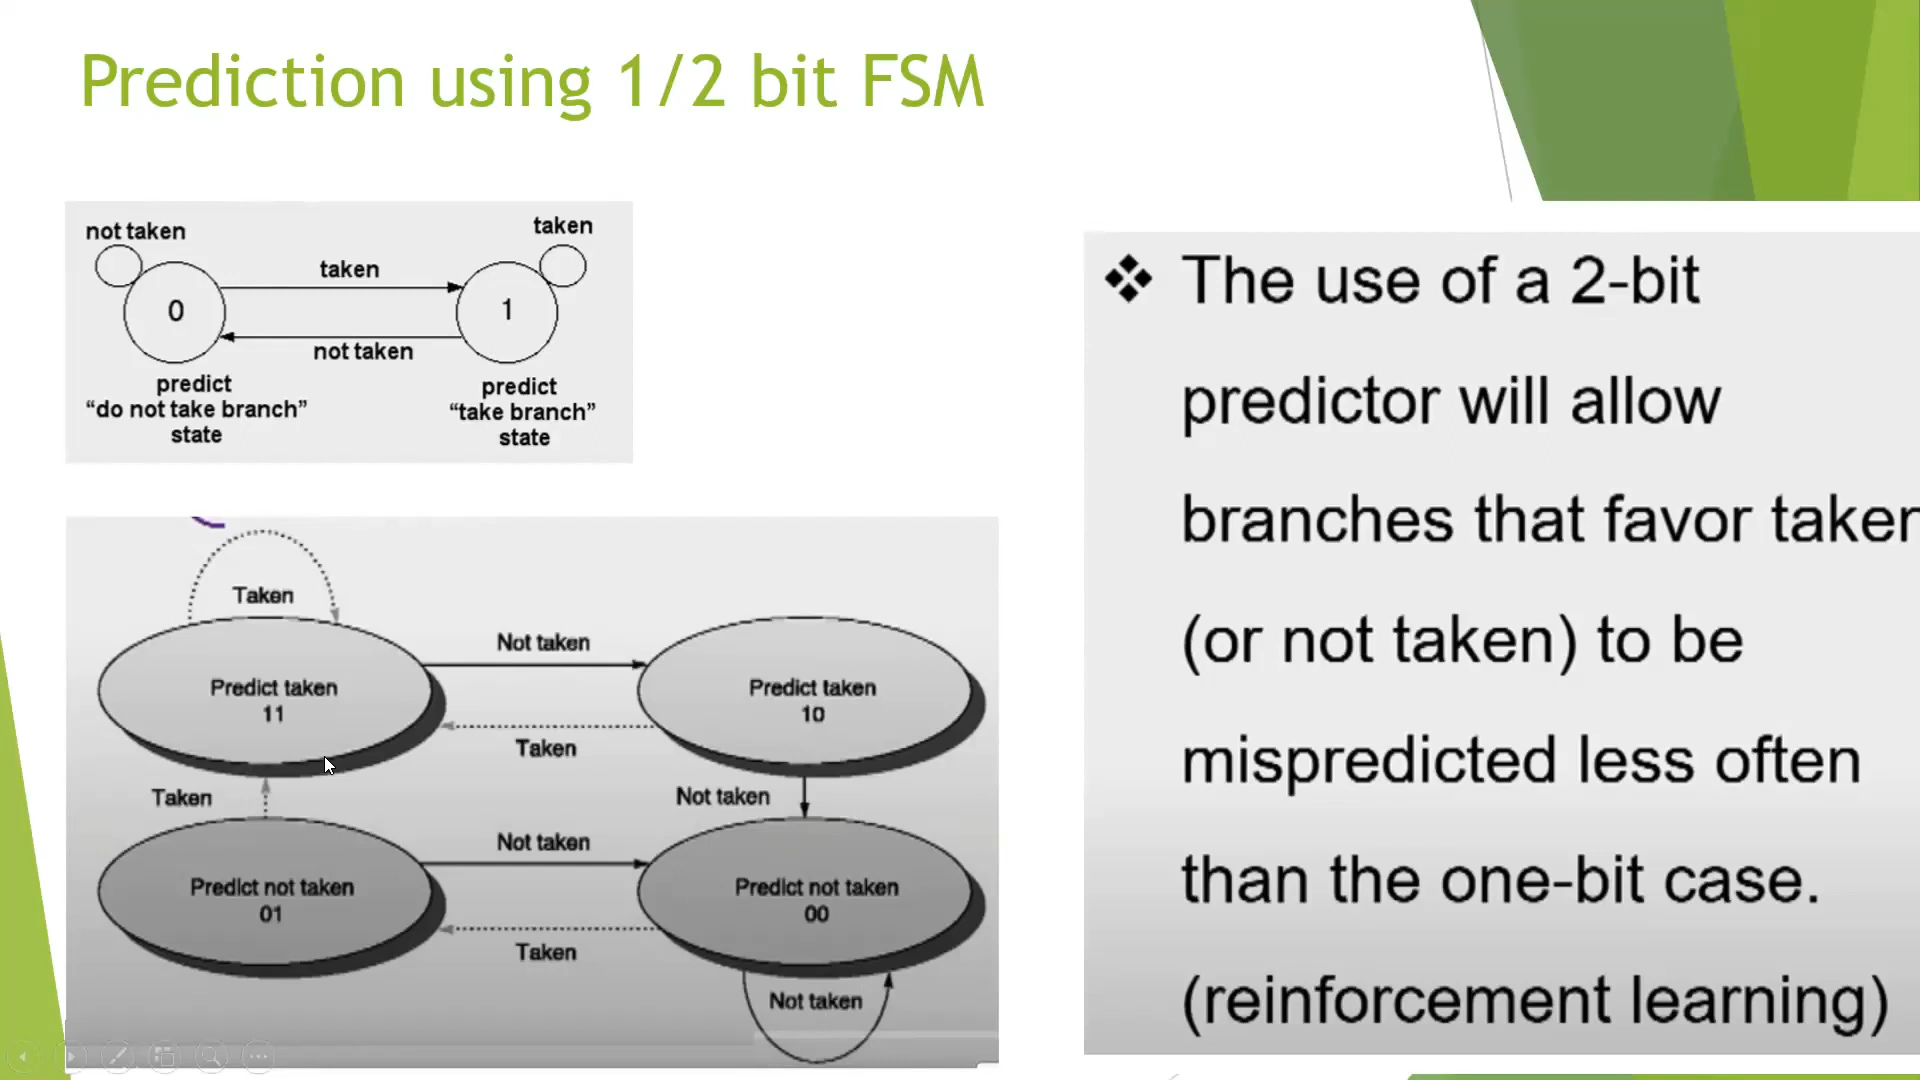 Prediction using 1/2 bit FSM
not taken
taken
taken
0
1
not taken
predict
“do not take branch”
state
predict
“take branch”
state
Taken
Not taken
Predict taken
11
Predict taken
10
Taken
Taken
Not taken
Not taken
Predict not taken
01
Predict not taken
00
Taken
Not taken
❖ The use of a 2-bit
predictor will allow
branches that favor taken
(or not taken) to be
mispredicted less often
than the one-bit case.
(reinforcement learning)